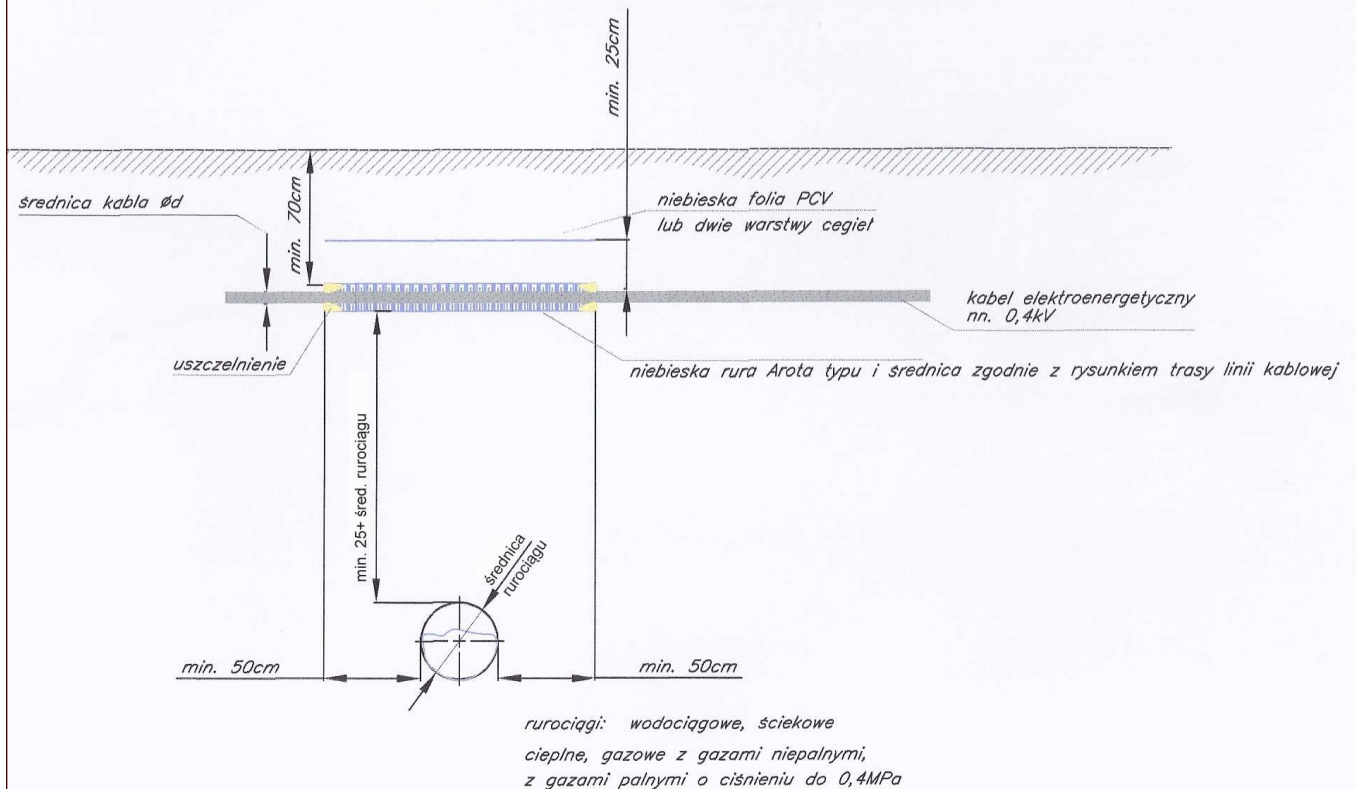 min. 25cm
średnica kabla ød
min. 70cm
niebieska folia PCV
lub dwie warstwy cegieł
kabel elektroenergetyczny
nn. 0,4kV
uszczelnienie
niebieska rura Arota typu i średnica zgodnie z rysunkiem trasy linii kablowej
min. 25+ śred. rurociągu
średnica
rurociągu
min. 50cm
min. 50cm
rurociągi: wodociągowe, ściekowe
cieplne, gazowe z gazami niepalnymi,
z gazami palnymi o ciśnieniu do 0,4MPa